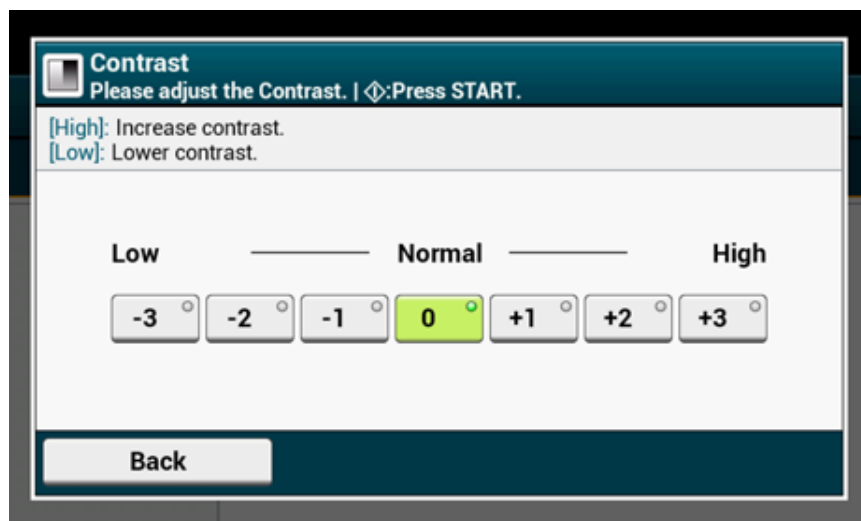 Contrast
Please adjust the Contrast. | :Press START.
[High]: Increase contrast.
[Low]: Lower contrast.
Low Normal High
-3 -2 -1 0 +1 +2 +3
Back